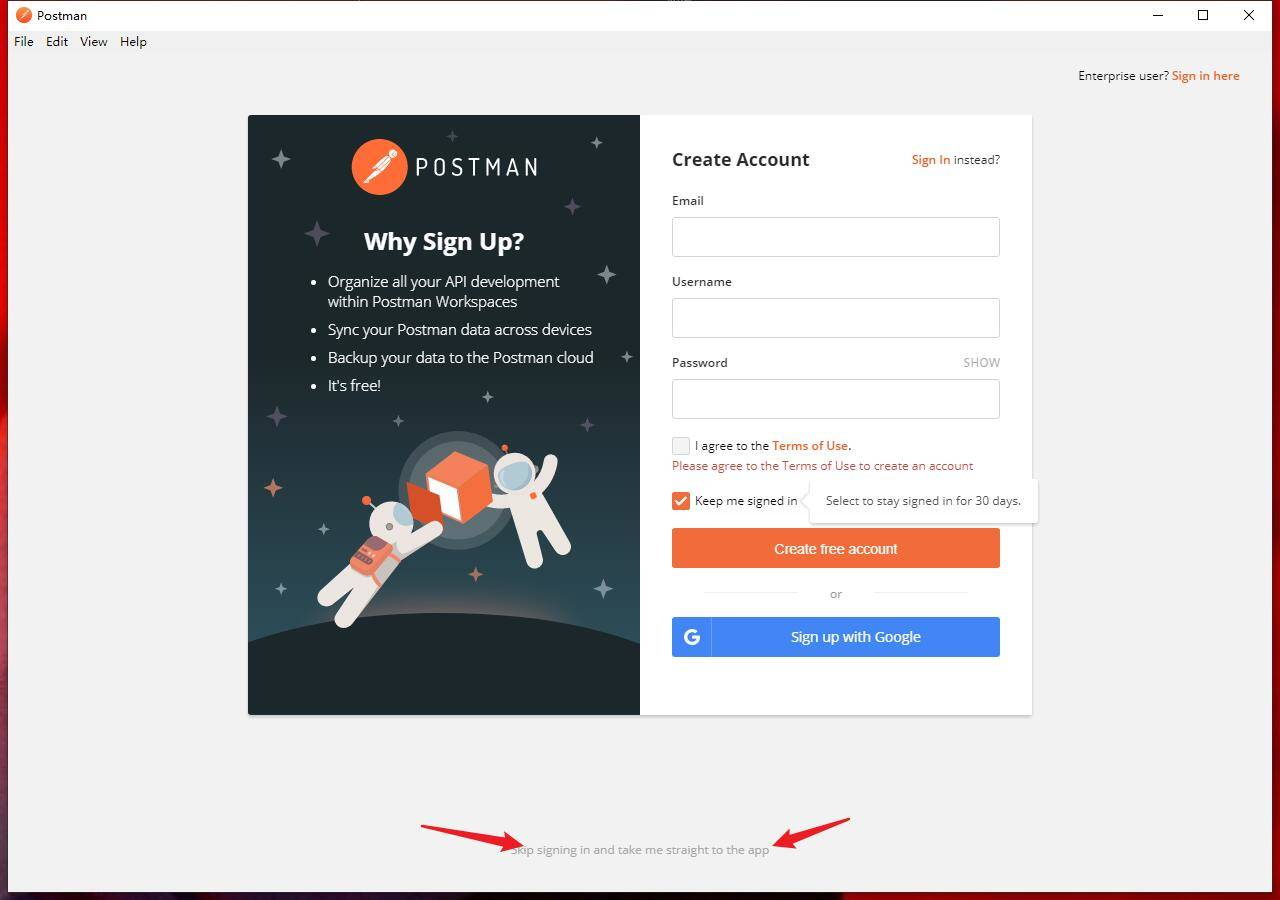 Postman
File Edit View Help
Enterprise user? Sign in here
POSTMAN
Why Sign Up?
Organize all your API development
within Postman Workspaces
Sync your Postman data across devices
Backup your data to the Postman cloud
It's free!
Create Account
Sign In instead?
Email
Username
Password
SHOW
I agree to the Terms of Use.
Please agree to the Terms of Use to create an account
Keep me signed in
Select to stay signed in for 30 days.
Create free account
or
G
Sign up with Google
Skip signing in and take me straight to the app